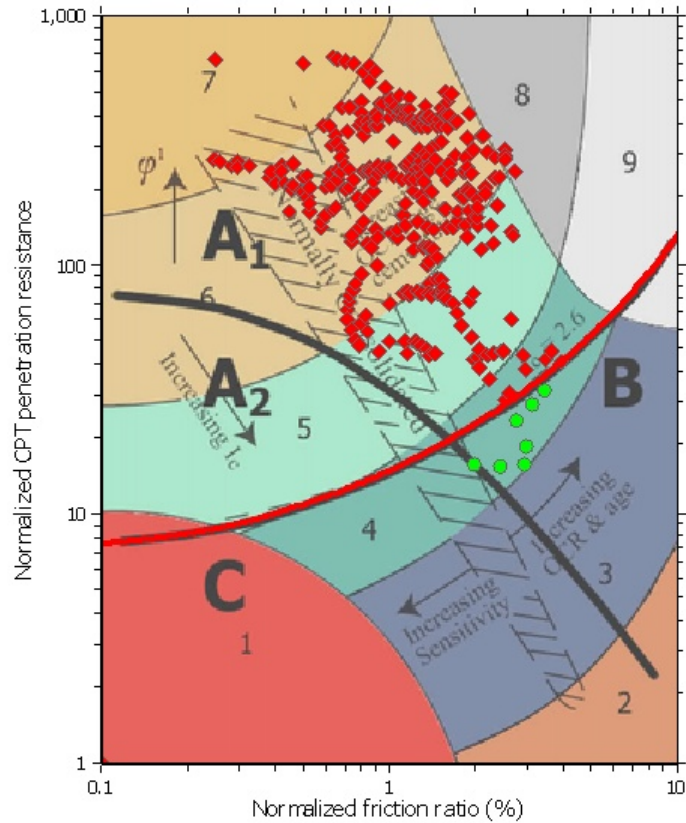 1,000
100
10
1
0.1
1
10
Normalized CPT penetration resistance
Normalized friction ratio (%)
7
8
9
φ'
A1
6
Normally
A2
Increasing Ic
5
= 2.6
B
4
Increasing
OCR & age
C
Increasing
Sensitivity
3
1
2